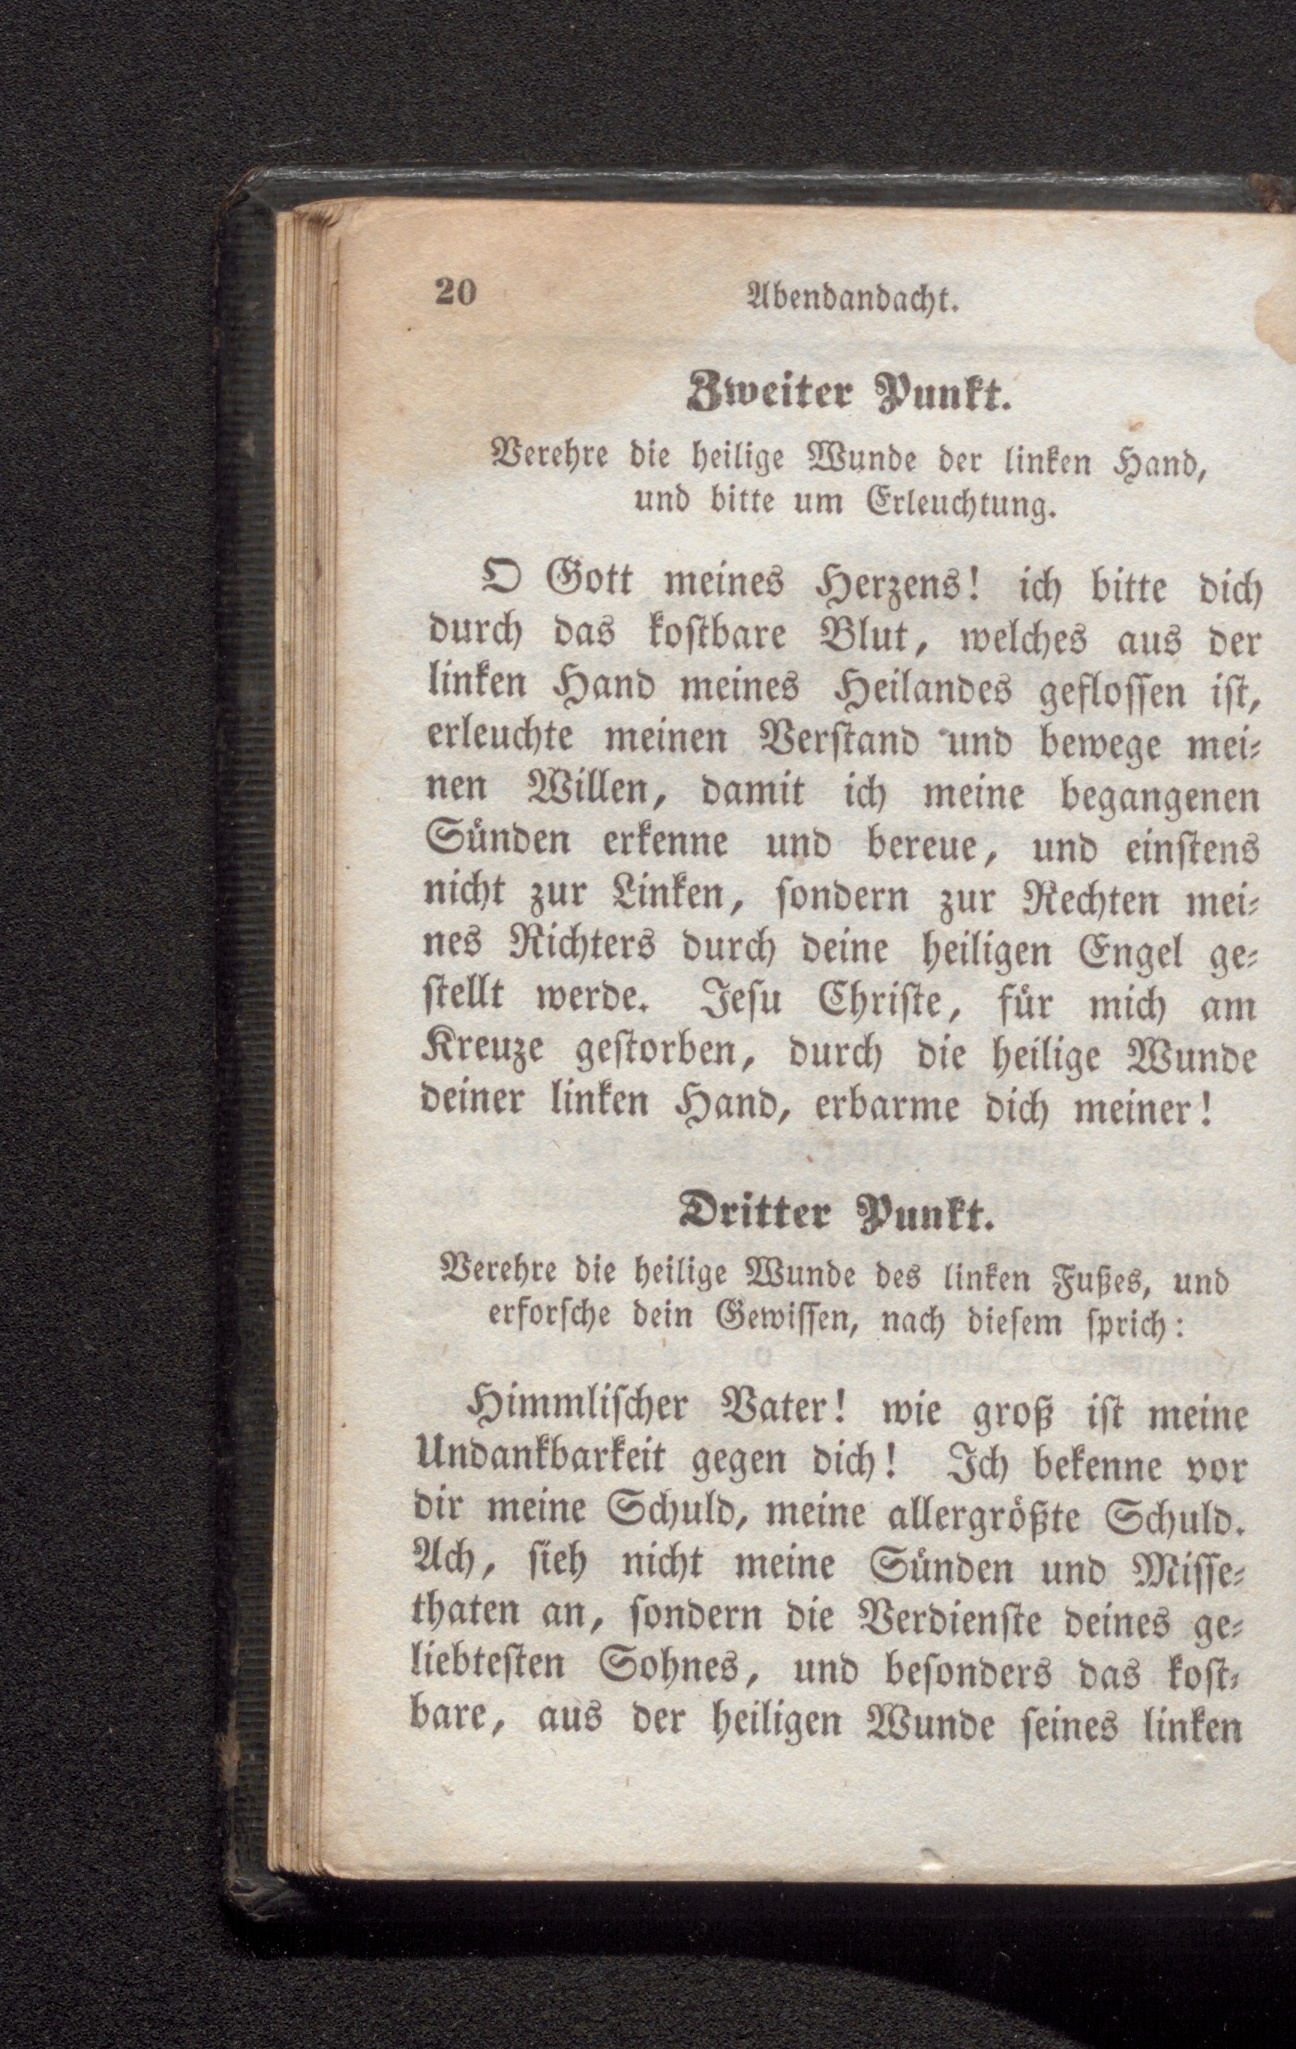 20 Abendandacht.
Zweiter Punkt.
Verehre die heilige Wunde der linken Hand,
und bitte um Erleuchtung.
O Gott meines Herzens! ich bitte dich
durch das kostbare Blut, welches aus der
linken Hand meines Heilandes geflossen ist,
erleuchte meinen Verstand und bewege mei-
nen Willen, damit ich meine begangenen
Sünden erkenne und bereue, und einstens
nicht zur Linken, sondern zur Rechten mei-
nes Richters durch deine heiligen Engel ge-
stellt werde. Jesu Christe, für mich am
Kreuze gestorben, durch die heilige Wunde
deiner linken Hand, erbarme dich meiner!
Dritter Punkt.
Verehre die heilige Wunde des linken Fußes, und
erforsche dein Gewissen, nach diesem sprich:
Himmlischer Vater! wie groß ist meine
Undankbarkeit gegen dich! Ich bekenne vor
dir meine Schuld, meine allergrößte Schuld.
Ach, sieh nicht meine Sünden und Misse-
thaten an, sondern die Verdienste deines ge-
liebtesten Sohnes, und besonders das kost-
bare, aus der heiligen Wunde seines linken